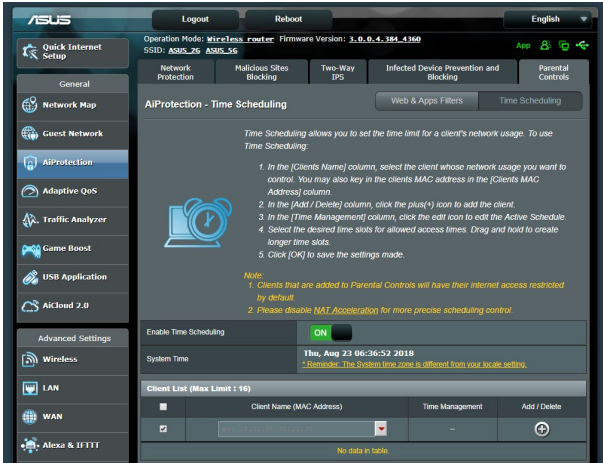 ASUS
Logout
Reboot
English
Quick Internet
Setup
Operation Mode: Wireless router Firmware Version: 3.0.0.4.384_4360
SSID: ASUS_2G ASUS_5G
App
General
Network Map
Guest Network
AiProtection
Adaptive QoS
Traffic Analyzer
Game Boost
USB Application
AiCloud 2.0
Advanced Settings
Wireless
LAN
WAN
Alexa & IFTTT
Network
Protection
Malicious Sites
Blocking
Two-Way
IPS
Infected Device Prevention and
Blocking
Parental
Controls
AiProtection - Time Scheduling
Web & Apps Filters
Time Scheduling
Time Scheduling allows you to set the time limit for a client's network usage. To use
Time Scheduling:
1. In the [Clients Name] column, select the client whose network usage you want to
control. You may also key in the clients MAC address in the [Clients MAC
Address] column.
2. In the [Add / Delete] column, click the plus(+) icon to add the client.
3. In the [Time Management] column, click the edit icon to edit the Active Schedule.
4. Select the desired time slots for allowed access times. Drag and hold to create
longer time slots.
5. Click [OK] to save the settings made.
Note:
1. Clients that are added to Parental Controls will have their internet access restricted
by default.
2. Please disable NAT Acceleration for more precise scheduling control.
Enable Time Scheduling
ON
System Time
Thu, Aug 23 06:36:52 2018
* Reminder: The System time zone is different from your locale setting.
Client List (Max Limit : 16)
Client Name (MAC Address)
Time Management
Add / Delete
--
No data in table.